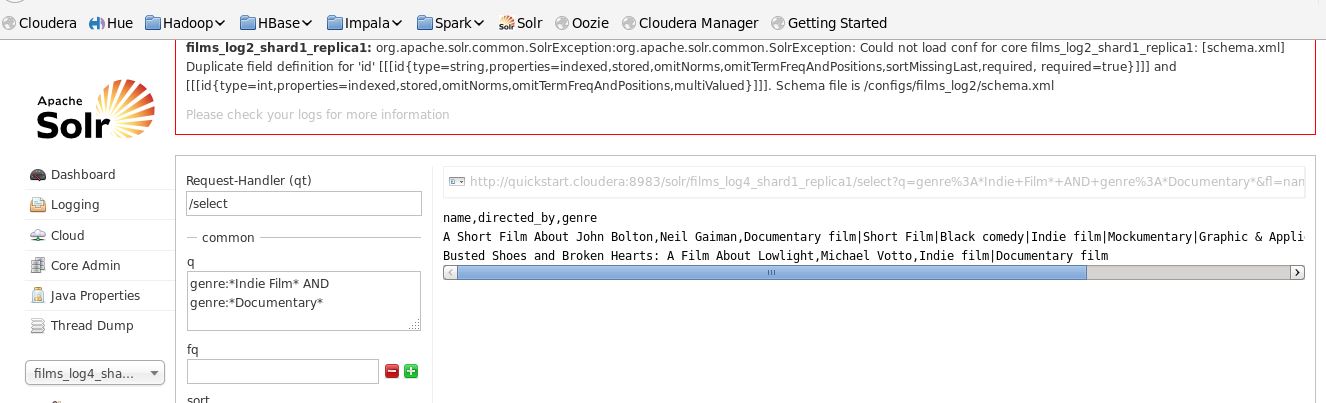 Cloudera Hue Hadoop HBase Impala Spark Solr Oozie Cloudera Manager Getting Started
films_log2_shard1_replica1: org.apache.solr.common.SolrException:org.apache.solr.common.SolrException: Could not load conf for core films_log2_shard1_replica1: [schema.xml]
Duplicate field definition for 'id' [[[id{type=string,properties=indexed,stored,omitNorms,omitTermFreqAndPositions,sortMissingLast,required, required=true}]]] and
[[[id{type=int,properties=indexed,stored,omitNorms,omitTermFreqAndPositions,multiValued}]]]. Schema file is /configs/films_log2/schema.xml
Please check your logs for more information
Apache
Solr
Dashboard
Logging
Cloud
Core Admin
Java Properties
Thread Dump
films_log4_sha...
Request-Handler (qt)
/select
common
q
genre:*Indie Film* AND
genre:*Documentary*
fq
sort
http://quickstart.cloudera:8983/solr/films_log4_shard1_replica1/select?q=genre%3A*Indie+Film*+AND+genre%3A*Documentary*&fl=nam
name,directed_by,genre
A Short Film About John Bolton,Neil Gaiman,Documentary film|Short Film|Black comedy|Indie film|Mockumentary|Graphic & Appli
Busted Shoes and Broken Hearts: A Film About Lowlight,Michael Votto,Indie film|Documentary film